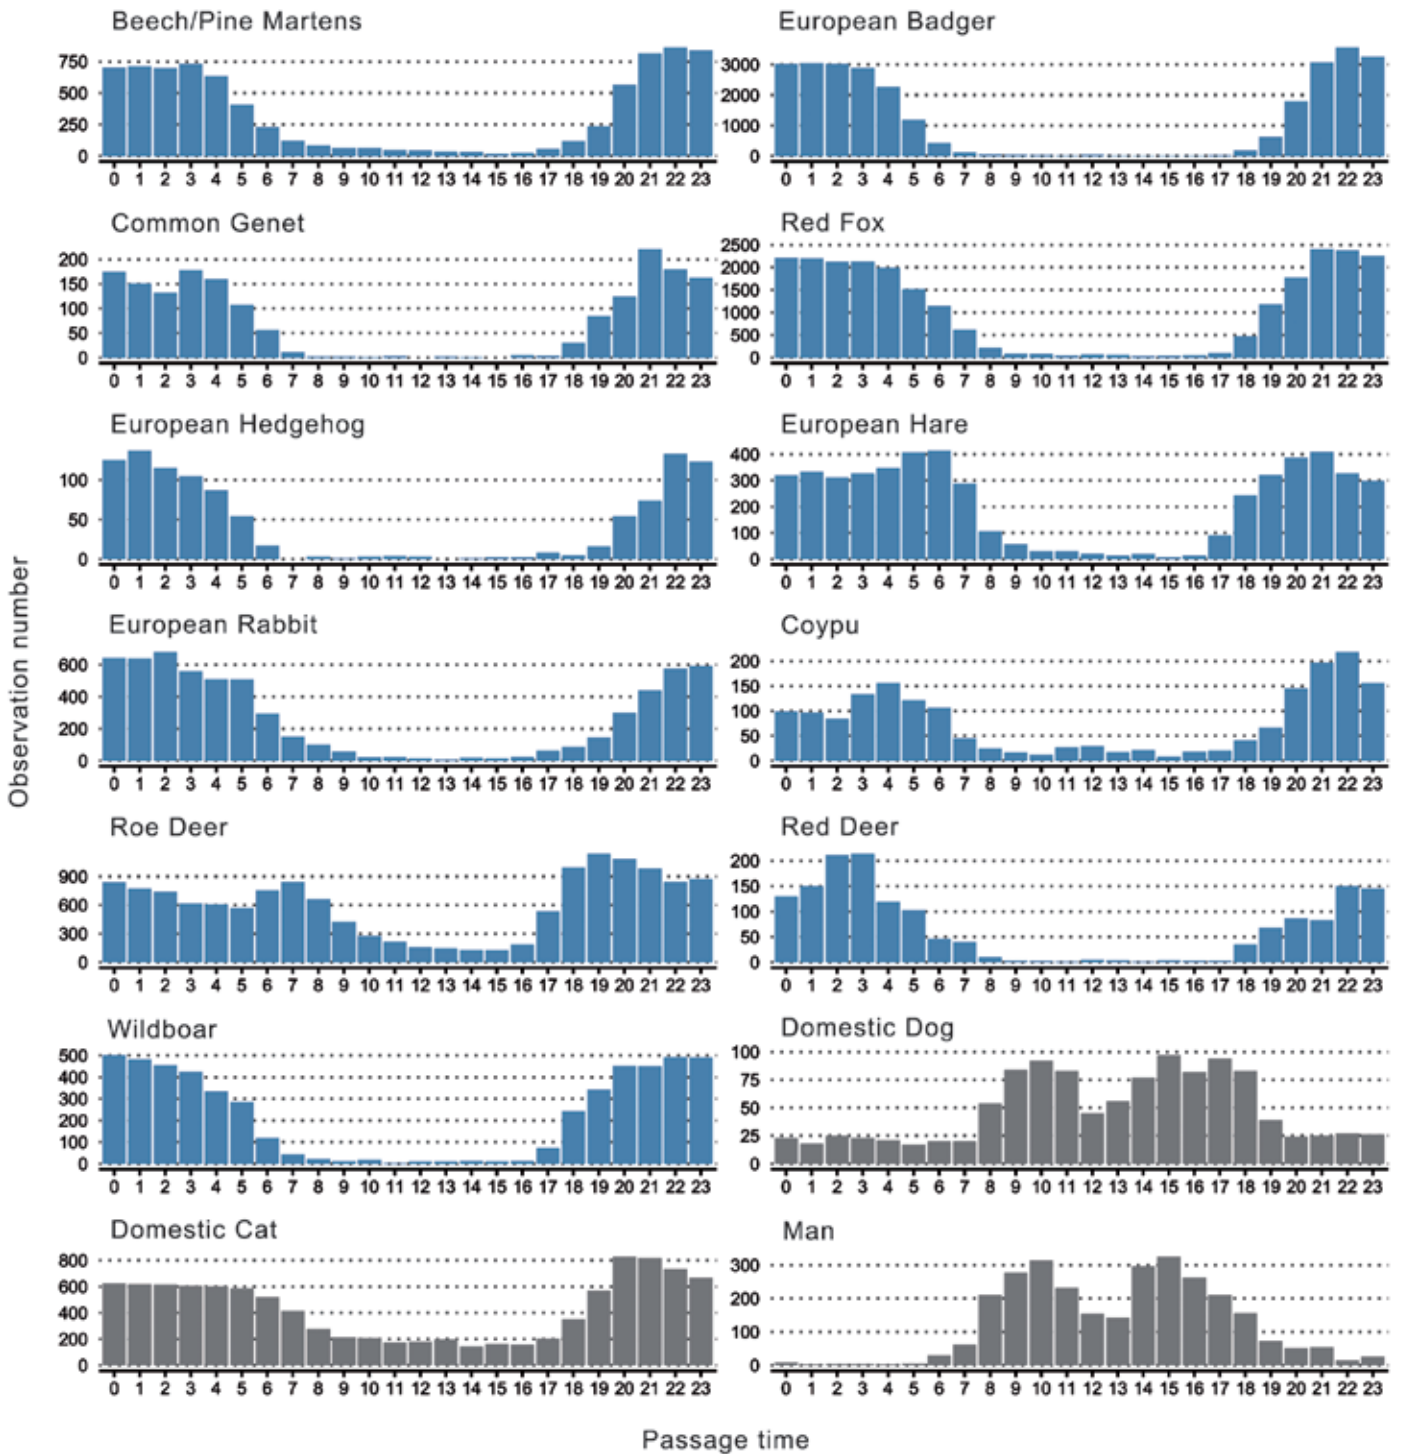 Beech/Pine Martens
750
500
250
0
0 1 2 3 4 5 6 7 8 9 10 11 12 13 14 15 16 17 18 19 20 21 22 23
European Badger
3000
2000
1000
0
0 1 2 3 4 5 6 7 8 9 10 11 12 13 14 15 16 17 18 19 20 21 22 23
Common Genet
200
150
100
50
0
0 1 2 3 4 5 6 7 8 9 10 11 12 13 14 15 16 17 18 19 20 21 22 23
Red Fox
2500
2000
1500
1000
500
0
0 1 2 3 4 5 6 7 8 9 10 11 12 13 14 15 16 17 18 19 20 21 22 23
European Hedgehog
100
50
0
0 1 2 3 4 5 6 7 8 9 10 11 12 13 14 15 16 17 18 19 20 21 22 23
European Hare
400
300
200
100
0
0 1 2 3 4 5 6 7 8 9 10 11 12 13 14 15 16 17 18 19 20 21 22 23
Observation number
European Rabbit
600
400
200
0
0 1 2 3 4 5 6 7 8 9 10 11 12 13 14 15 16 17 18 19 20 21 22 23
Coypu
200
150
100
50
0
0 1 2 3 4 5 6 7 8 9 10 11 12 13 14 15 16 17 18 19 20 21 22 23
Roe Deer
900
600
300
0
0 1 2 3 4 5 6 7 8 9 10 11 12 13 14 15 16 17 18 19 20 21 22 23
Red Deer
200
150
100
50
0
0 1 2 3 4 5 6 7 8 9 10 11 12 13 14 15 16 17 18 19 20 21 22 23
Wildboar
500
400
300
200
100
0
0 1 2 3 4 5 6 7 8 9 10 11 12 13 14 15 16 17 18 19 20 21 22 23
Domestic Dog
100
75
50
25
0
0 1 2 3 4 5 6 7 8 9 10 11 12 13 14 15 16 17 18 19 20 21 22 23
Domestic Cat
800
600
400
200
0
0 1 2 3 4 5 6 7 8 9 10 11 12 13 14 15 16 17 18 19 20 21 22 23
Man
300
200
100
0
0 1 2 3 4 5 6 7 8 9 10 11 12 13 14 15 16 17 18 19 20 21 22 23
Passage time